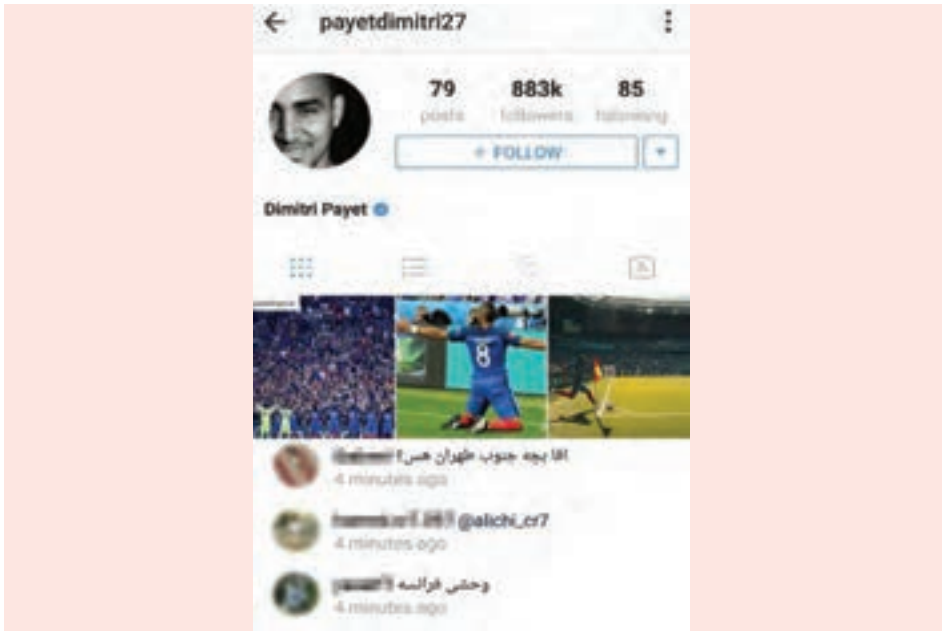 payetdimitri27
79 883k 85
posts followers following
+ FOLLOW
Dimitri Payet
8
اقا بچه جنوب طهران هس؟
4 minutes ago
@alichi_cr7
4 minutes ago
وحشی فرانسه
4 minutes ago